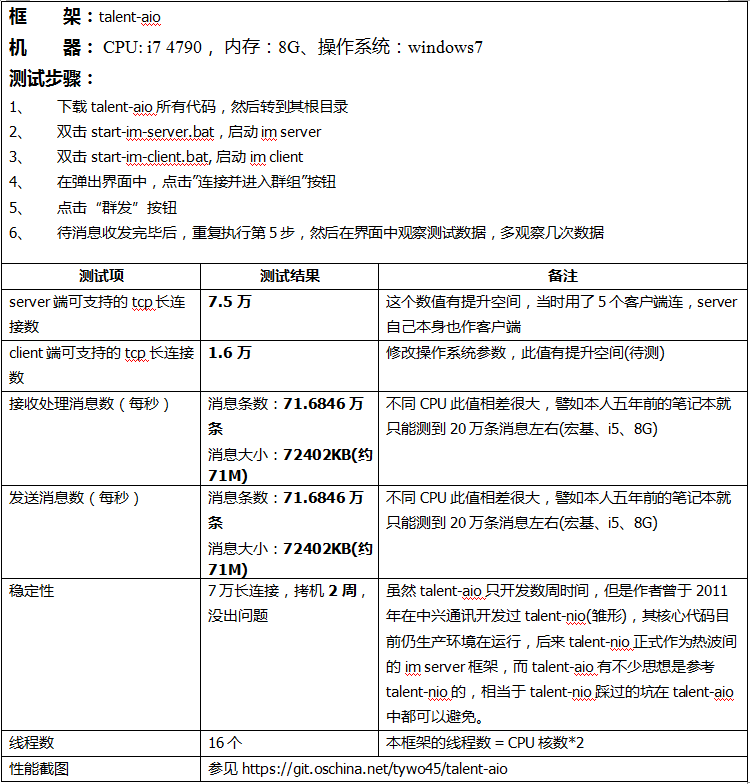 框　　架：talent-aio
机　　器： CPU: i7 4790 ， 内存：8G、操作系统：windows7
测试步骤：
1、 下载 talent-aio 所有代码，然后转到其根目录
2、 双击 start-im-server.bat，启动 im server
3、 双击 start-im-client.bat, 启动 im client
4、 在弹出界面中，点击”连接并进入群组”按钮
5、 点击“群发”按钮
6、 待消息收发完毕后，重复执行第 5 步，然后在界面中观察测试数据，多观察几次数据
测试项 测试结果 备注
server 端可支持的 tcp 长连
接数
7.5 万
这个数值有提升空间，当时用了 5 个客户端连，server
自己本身也作客户端
client 端可支持的 tcp 长连接
数
1.6 万
修改操作系统参数，此值有提升空间(待测)
接收处理消息数（每秒）
消息条数：71.6846 万
条
消息大小：72402KB(约
71M)
不同 CPU 此值相差很大，譬如本人五年前的笔记本就
只能测到 20 万条消息左右(宏基、i5、8G)
发送消息数（每秒）
消息条数：71.6846 万
条
消息大小：72402KB(约
71M)
不同 CPU 此值相差很大，譬如本人五年前的笔记本就
只能测到 20 万条消息左右(宏基、i5、8G)
稳定性
7 万长连接，拷机 2 周，
没出问题
虽然 talent-aio 只开发数周时间，但是作者曾于 2011
年在中兴通讯开发过 talent-nio(雏形)，其核心代码目
前仍生产环境在运行，后来 talent-nio 正式作为热波间
的 im server 框架，而 talent-aio 有不少思想是参考
talent-nio 的，相当于 talent-nio 踩过的坑在 talent-aio
中都可以避免。
线程数 16 个 本框架的线程数 = CPU 核数*2
性能截图 参见 https://git.oschina.net/tywo45/talent-aio